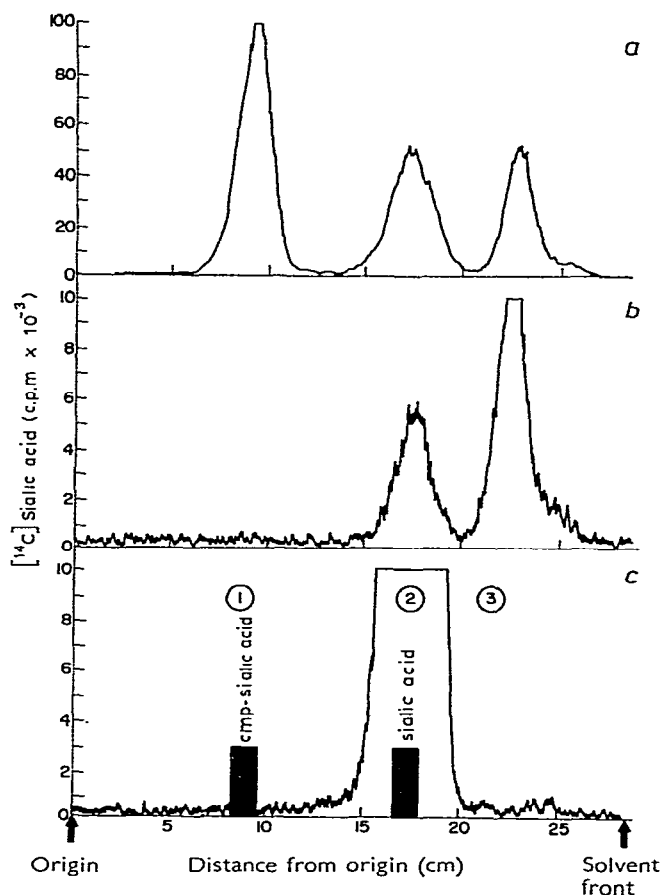 100
80
60
40
20
0
a
10
8
6
4
2
0
b
10
8
6
4
2
0
c
[¹⁴C] Sialic acid (c.p.m × 10⁻³)
① ② ③
cmp-sialic acid
sialic acid
5 10 15 20 25
Origin Distance from origin (cm) Solvent
front